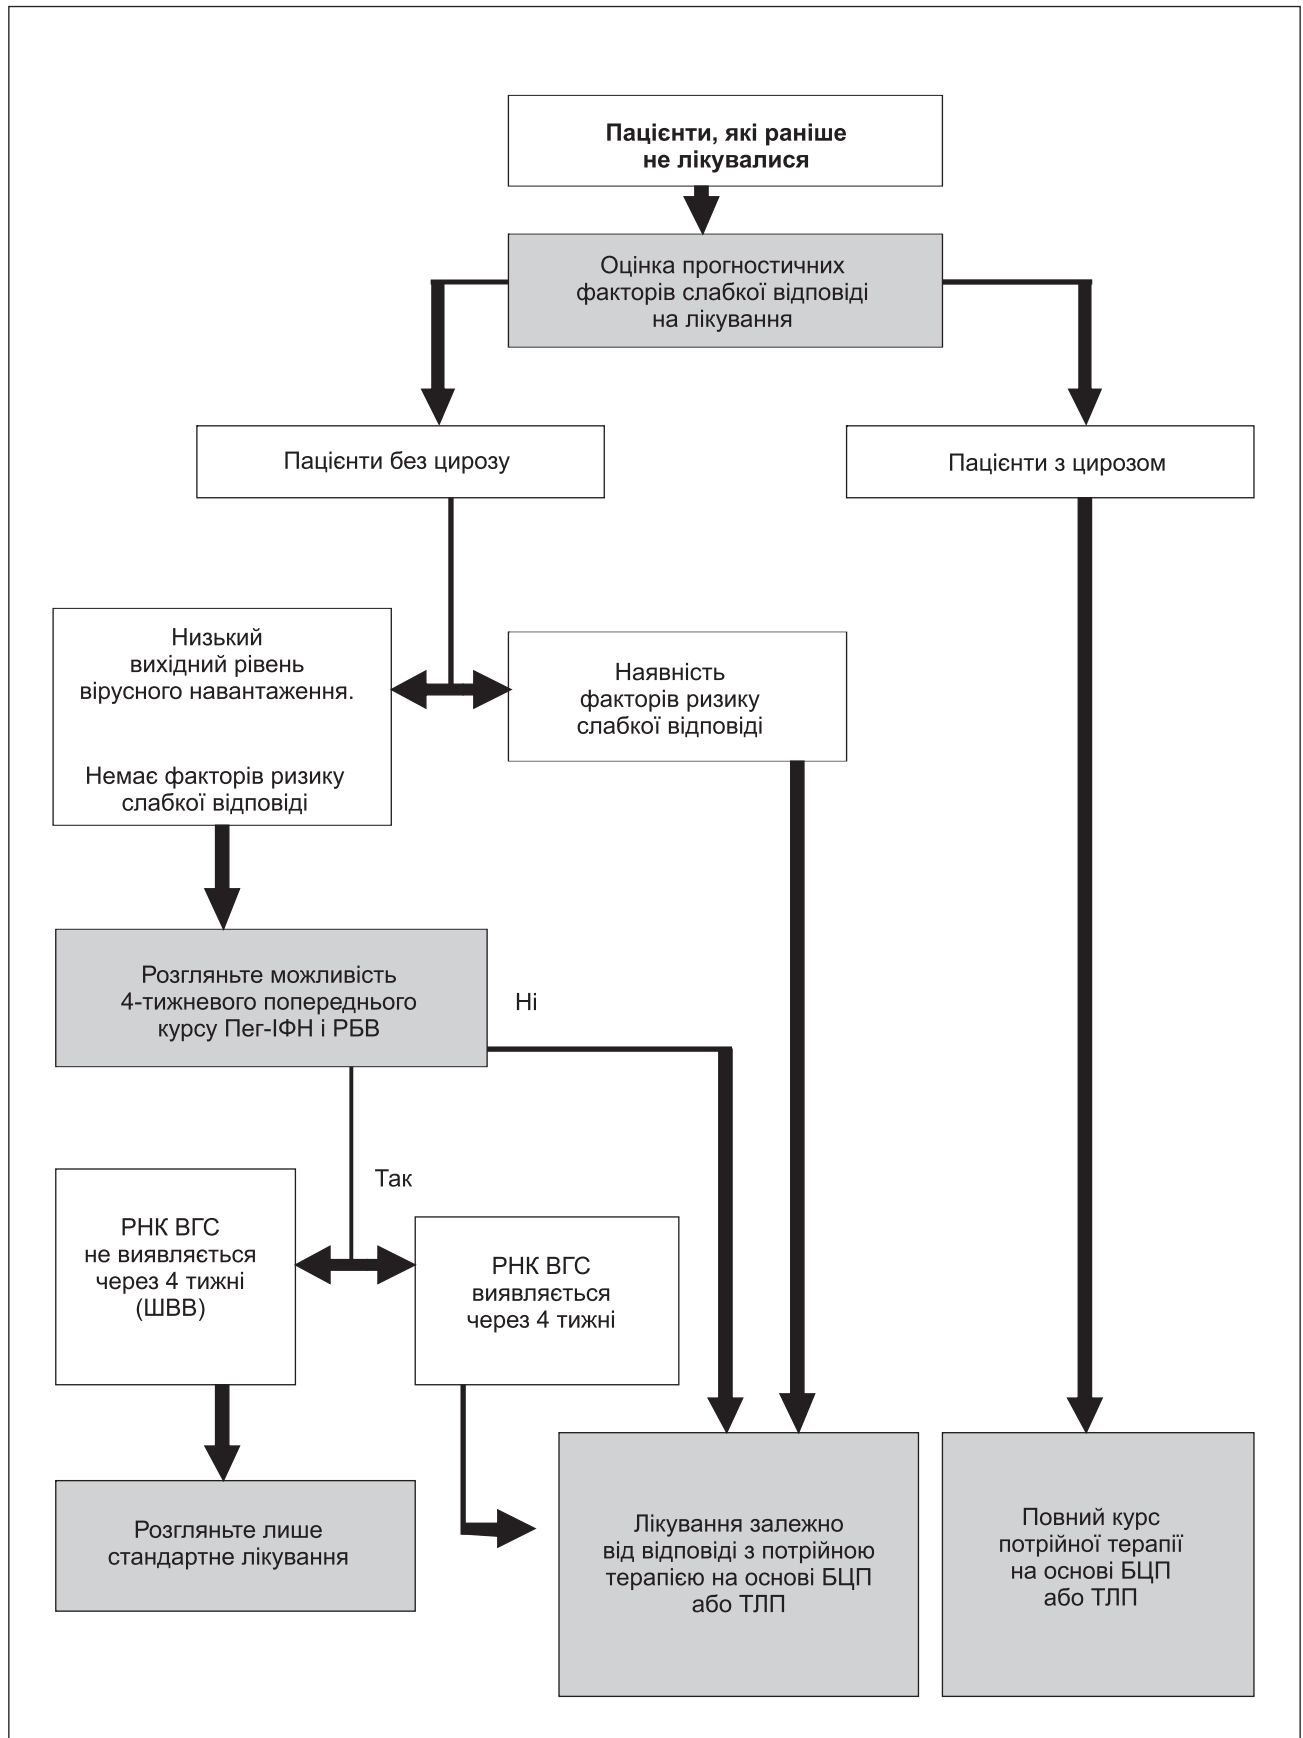 Пацієнти, які раніше
не лікувалися
Оцінка прогностичних
факторів слабкої відповіді
на лікування
Пацієнти без цирозу
Пацієнти з цирозом
Низький
вихідний рівень
вірусного навантаження.
Немає факторів ризику
слабкої відповіді
Наявність
факторів ризику
слабкої відповіді
Розгляньте можливість
4-тижневого попереднього
курсу Пег-ІФН і РБВ
Ні
Так
РНК ВГС
не виявляється
через 4 тижні
(ШВВ)
РНК ВГС
виявляється
через 4 тижні
Розгляньте лише
стандартне лікування
Лікування залежно
від відповіді з потрійною
терапією на основі БЦП
або ТЛП
Повний курс
потрійної терапії
на основі БЦП
або ТЛП